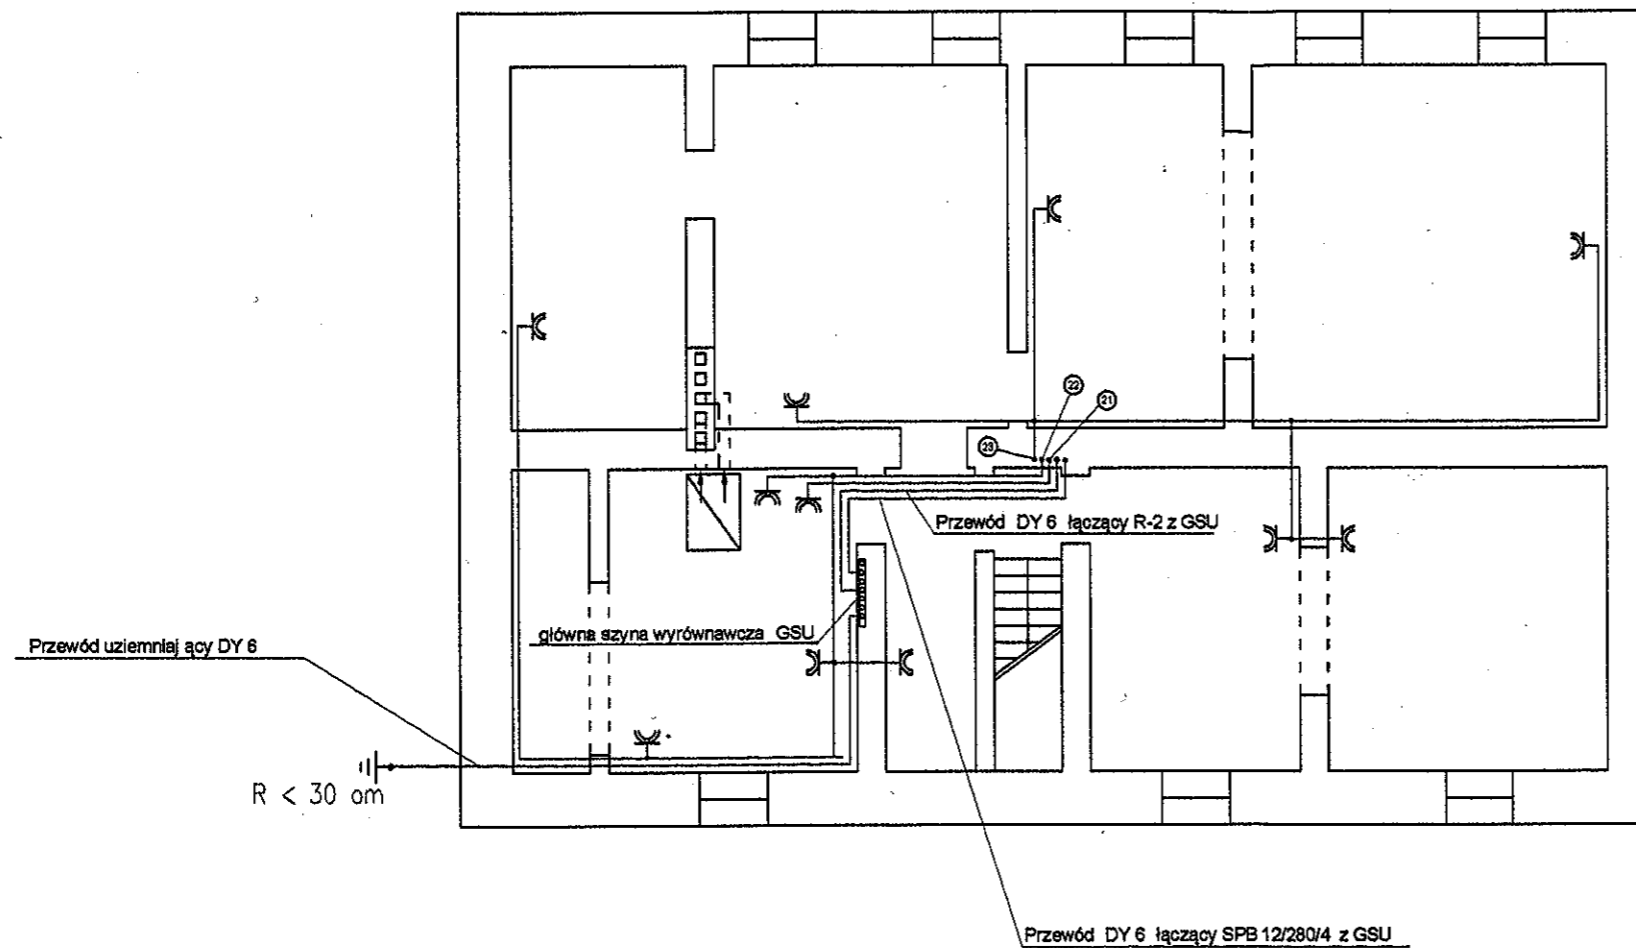 22
21
23
Przewód DY 6 łączący R-2 z GSU
główna szyna wyrównawcza GSU
Przewód uziemniaj ący DY 6
R < 30 om
Przewód DY 6 łączący SPB 12/280/4 z GSU